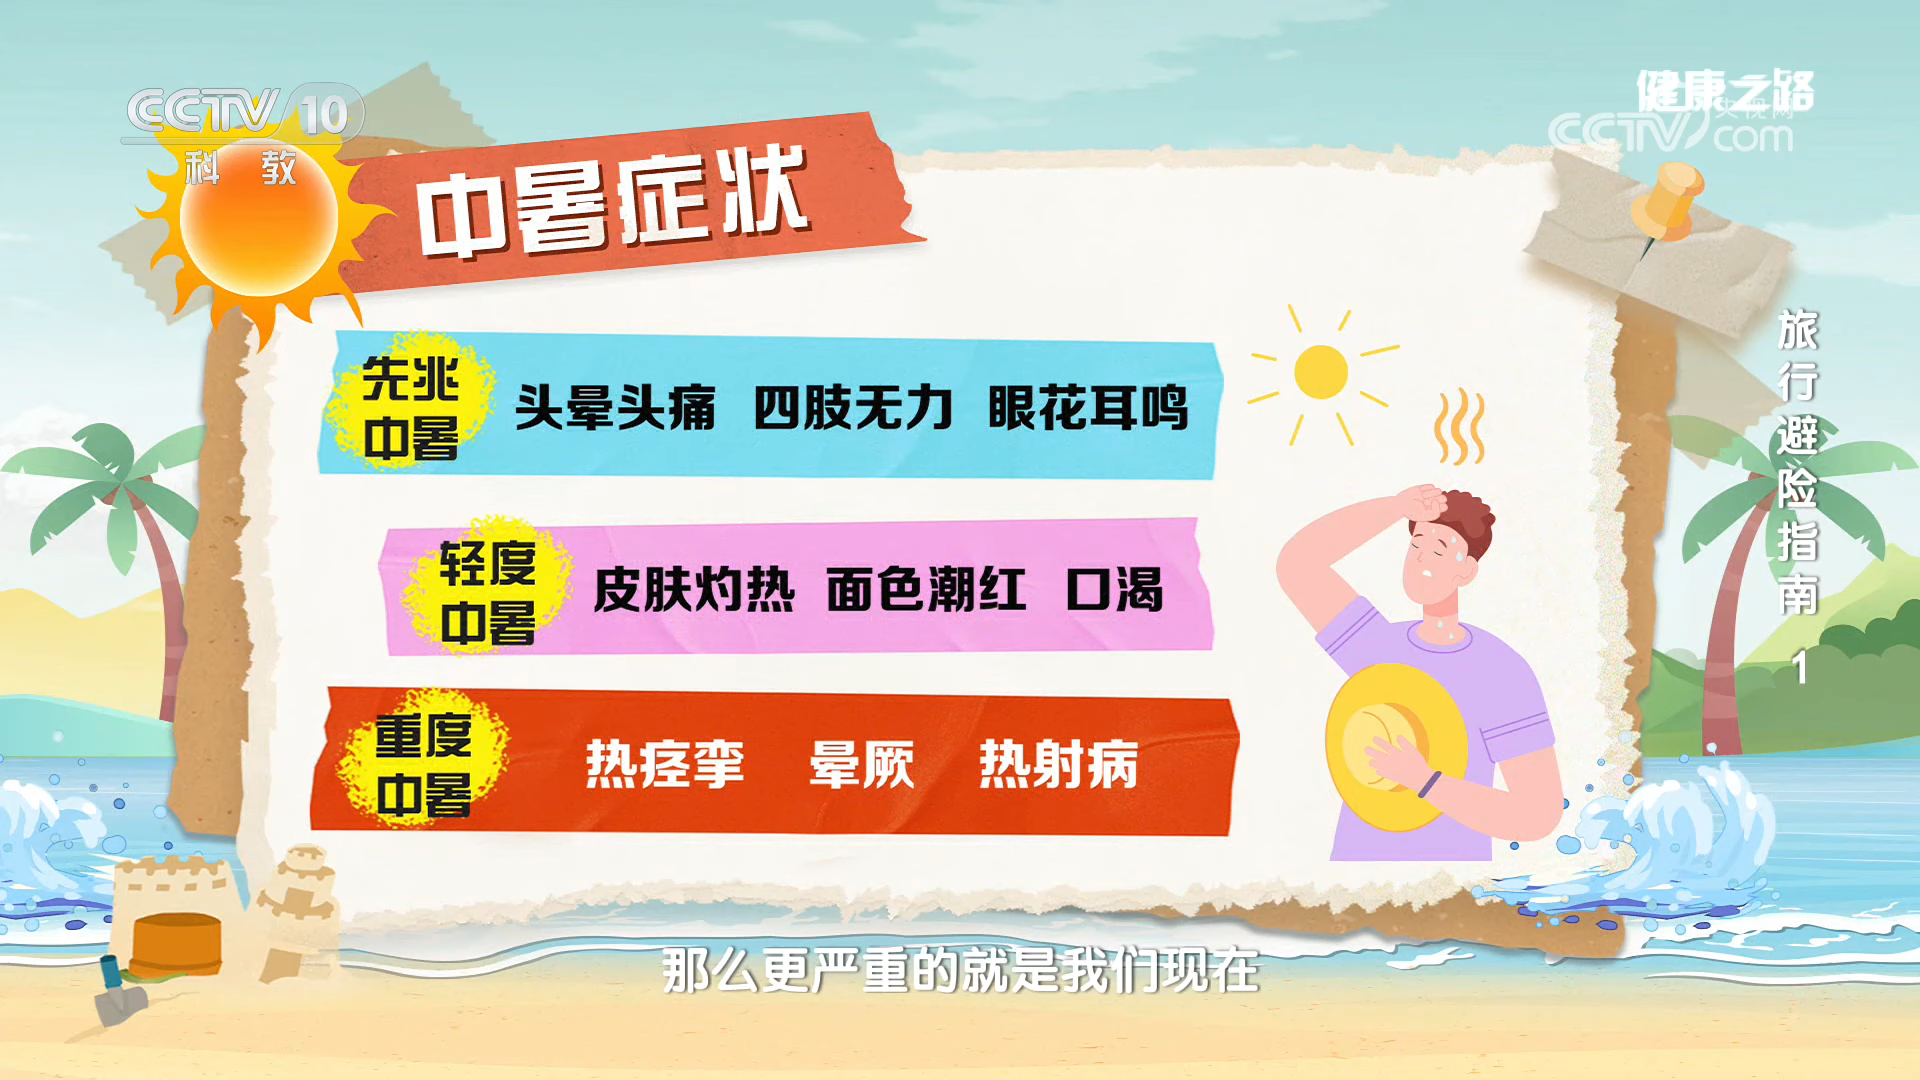 CCTV 10
科教
健康之路
央视网
CCTV.com
中暑症状
先兆
中暑
头晕头痛 四肢无力 眼花耳鸣
轻度
中暑
皮肤灼热 面色潮红 口渴
重度
中暑
热痉挛 晕厥 热射病
旅行避险指南 1
那么更严重的就是我们现在